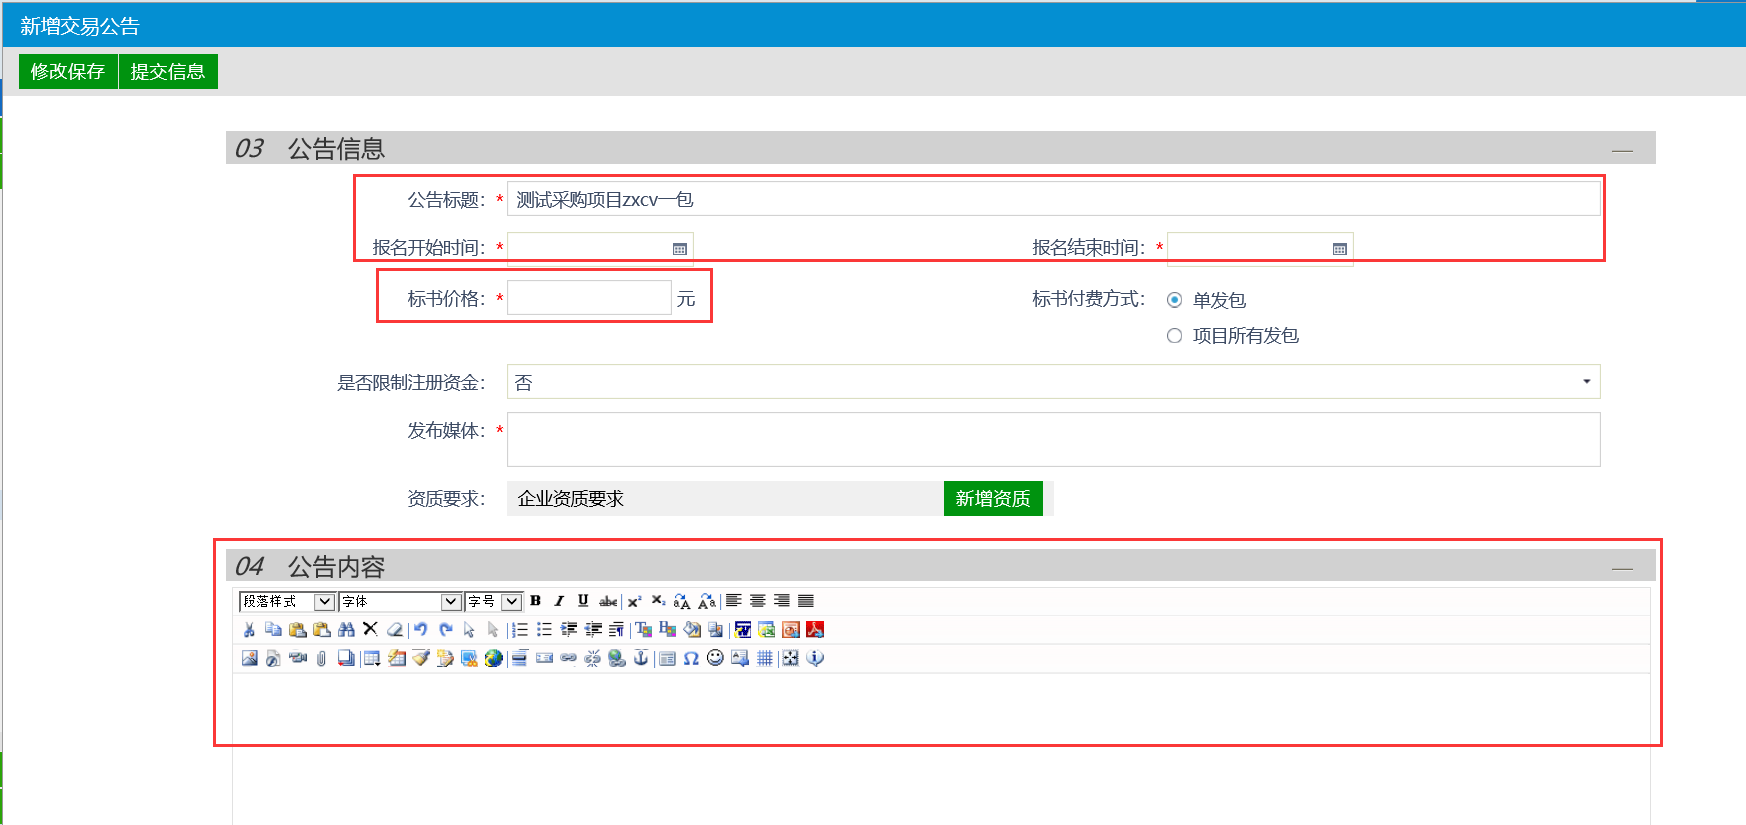 新增交易公告
修改保存 提交信息
03 公告信息
公告标题：* 测试采购项目zxcv一包
报名开始时间：* 报名结束时间：*
标书价格：* 元 标书付费方式： 单发包
项目所有发包
是否限制注册资金： 否
发布媒体：*
资质要求： 企业资质要求 新增资质
04 公告内容
段落样式 字体 字号 B I U abc x² x₂ aA Aa